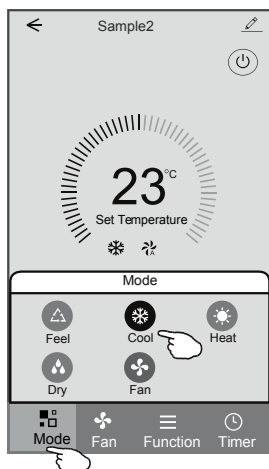 Sample2
23°C
Set Temperature
A
Mode
Feel Cool Heat
Dry Fan
Mode Fan Function Timer